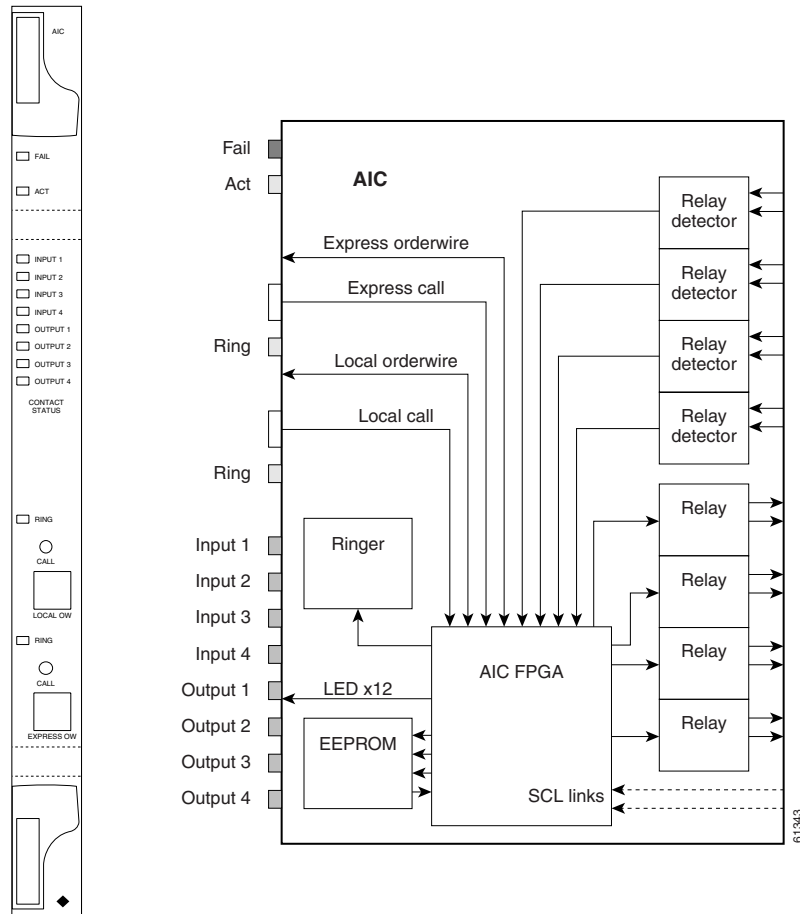 AIC
FAIL
ACT
INPUT 1
INPUT 2
INPUT 3
INPUT 4
OUTPUT 1
OUTPUT 2
OUTPUT 3
OUTPUT 4
CONTACT
STATUS
RING
CALL
LOCAL OW
RING
CALL
EXPRESS OW
Fail
Act
Ring
Ring
Input 1
Input 2
Input 3
Input 4
Output 1
Output 2
Output 3
Output 4
AIC
Express orderwire
Express call
Local orderwire
Local call
Ringer
LED x12
EEPROM
AIC FPGA
SCL links
Relay
detector
Relay
detector
Relay
detector
Relay
detector
Relay
Relay
Relay
Relay
61343